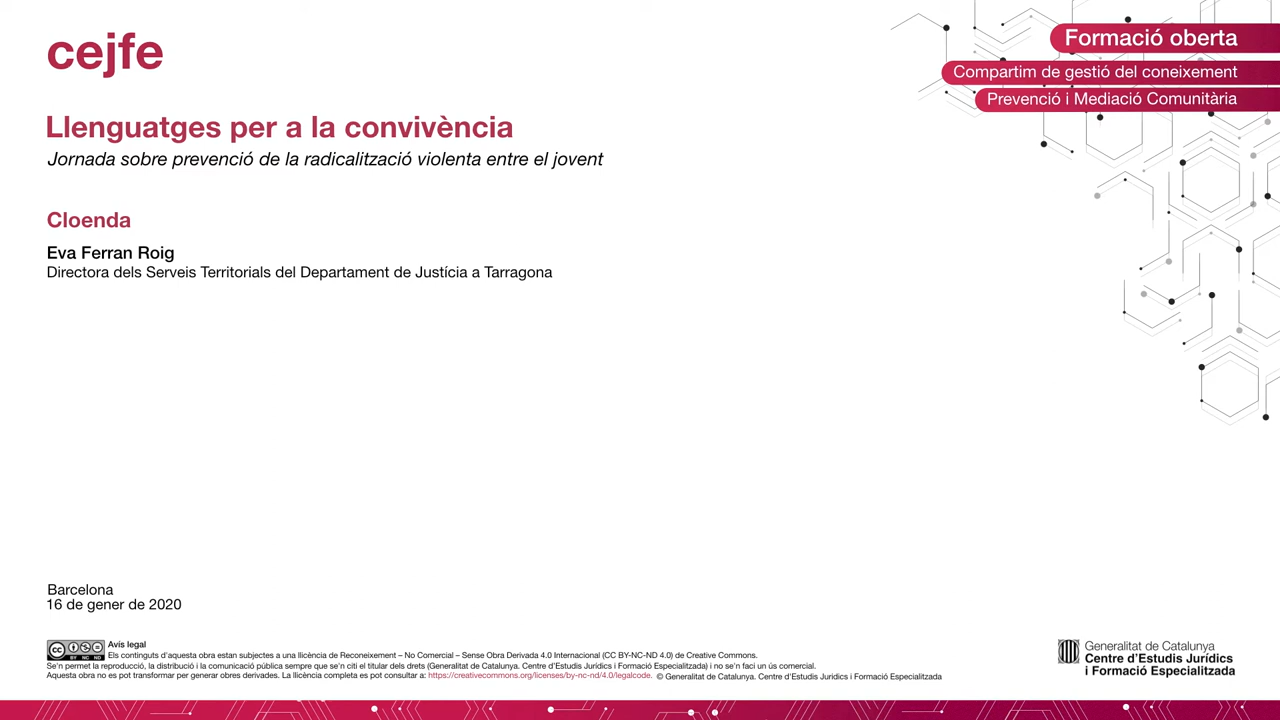 cejfe
Formació oberta
Compartim de gestió del coneixement
Prevenció i Mediació Comunitària
Llenguatges per a la convivència
Jornada sobre prevenció de la radicalització violenta entre el jovent
Cloenda
Eva Ferran Roig
Directora dels Serveis Territorials del Departament de Justícia a Tarragona
Barcelona
16 de gener de 2020
cc BY NC ND
Avís legal
Els continguts d'aquesta obra estan subjectes a una llicència de Reconeixement – No Comercial – Sense Obra Derivada 4.0 Internacional (CC BY-NC-ND 4.0) de Creative Commons.
Se'n permet la reproducció, la distribució i la comunicació pública sempre que se'n citi el titular dels drets (Generalitat de Catalunya. Centre d'Estudis Jurídics i Formació Especialitzada) i no se'n faci un ús comercial.
Aquesta obra no es pot transformar per generar obres derivades. La llicència completa es pot consultar a: https://creativecommons.org/licenses/by-nc-nd/4.0/legalcode. © Generalitat de Catalunya. Centre d'Estudis Jurídics i Formació Especialitzada
Generalitat de Catalunya
Centre d'Estudis Jurídics
i Formació Especialitzada